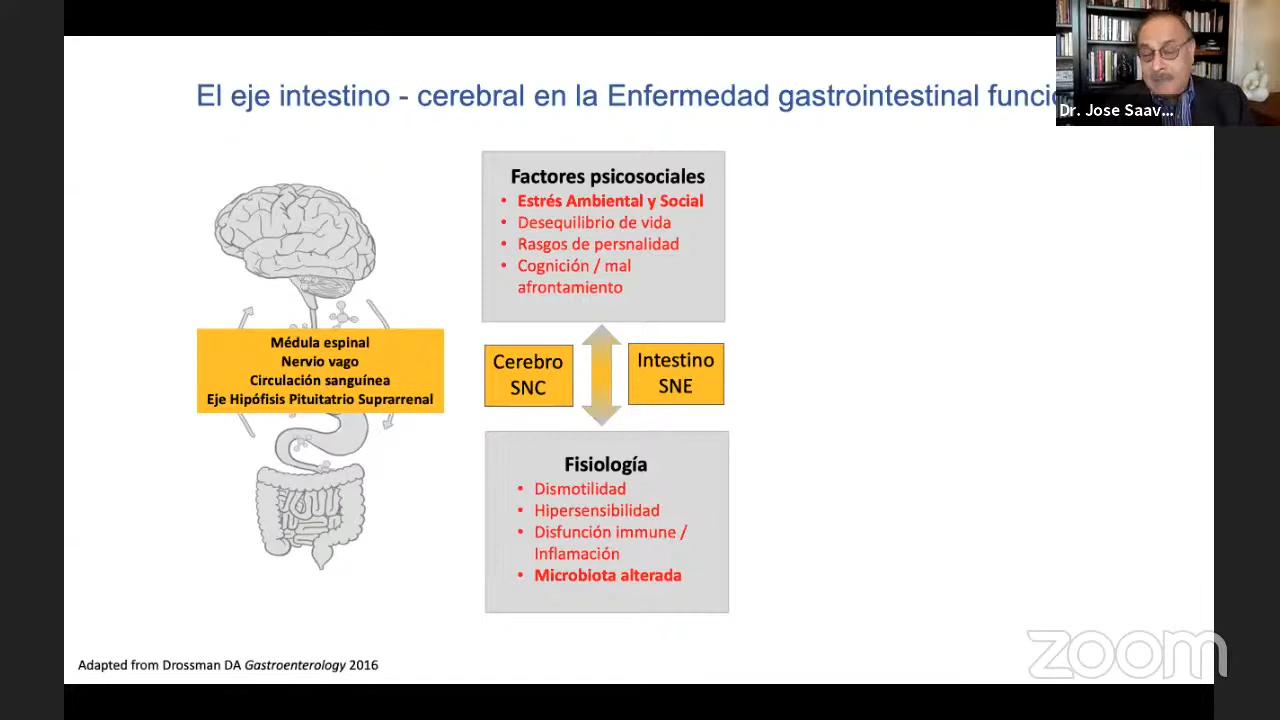 El eje intestino - cerebral en la Enfermedad gastrointestinal
Dr. Jose Saav...
Factores psicosociales
• Estrés Ambiental y Social
• Desequilibrio de vida
• Rasgos de persnalidad
• Cognición / mal
afrontamiento
Médula espinal
Nervio vago
Circulación sanguínea
Eje Hipófisis Pituitatrio Suprarrenal
Cerebro
SNC
Intestino
SNE
Fisiología
• Dismotilidad
• Hipersensibilidad
• Disfunción immune /
Inflamación
• Microbiota alterada
Adapted from Drossman DA Gastroenterology 2016
zoom